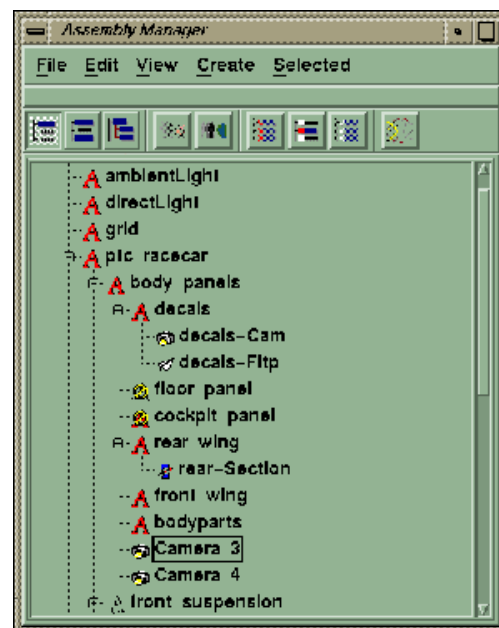 Assembly Manager
File Edit View Create Selected
ambientLight
directLight
grid
pic racecar
body panels
decals
decals-Cam
decals-Fltp
floor panel
cockpit panel
rear wing
rear-Section
front wing
bodyparts
Camera 3
Camera 4
front suspension